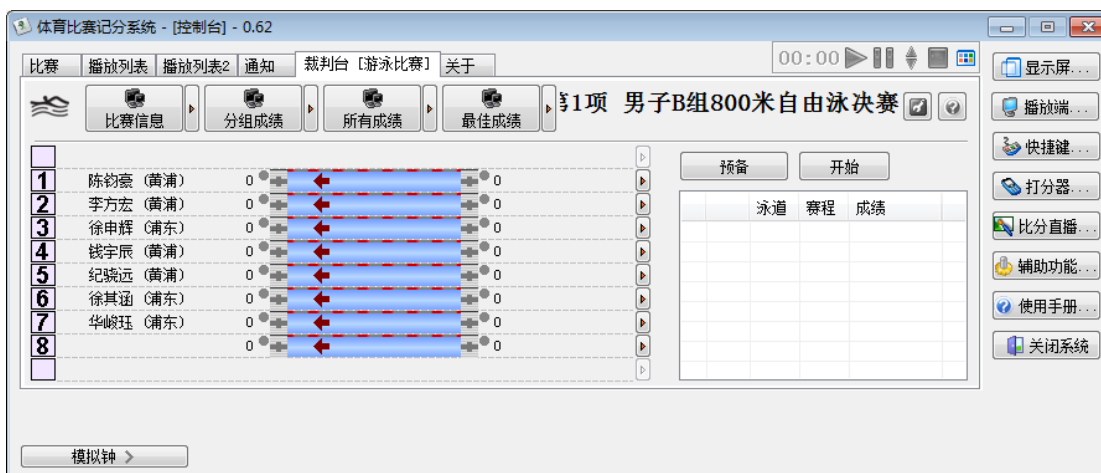 体育比赛记分系统 - [控制台] - 0.62
比赛 播放列表 播放列表2 通知 裁判台 [游泳比赛] 关于
00:00
比赛信息 分组成绩 所有成绩 最佳成绩
第1项 男子B组800米自由泳决赛
预备 开始
泳道 赛程 成绩
1 陈钧豪 (黄浦) 0 0
2 李方宏 (黄浦) 0 0
3 徐申辉 (浦东) 0 0
4 钱宇辰 (黄浦) 0 0
5 纪骁远 (黄浦) 0 0
6 徐其涵 (浦东) 0 0
7 华峻珏 (浦东) 0 0
8 0 0
显示屏...
播放端...
快捷键...
打分器...
比分直播...
辅助功能...
使用手册...
关闭系统
模拟钟 >